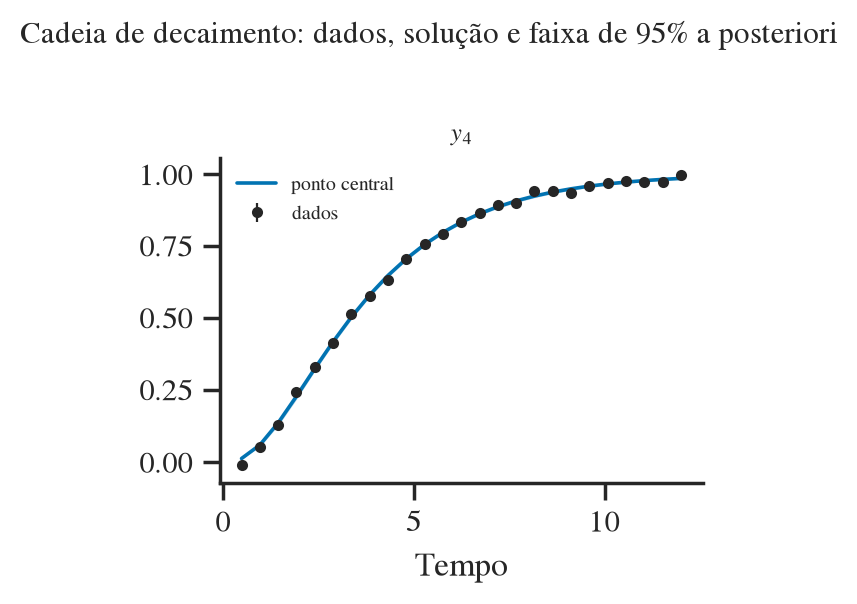 Cadeia de decaimento: dados, solução e faixa de 95% a posteriori
y4
1.00
0.75
0.50
0.25
0.00
ponto central
dados
0
5
10
Tempo